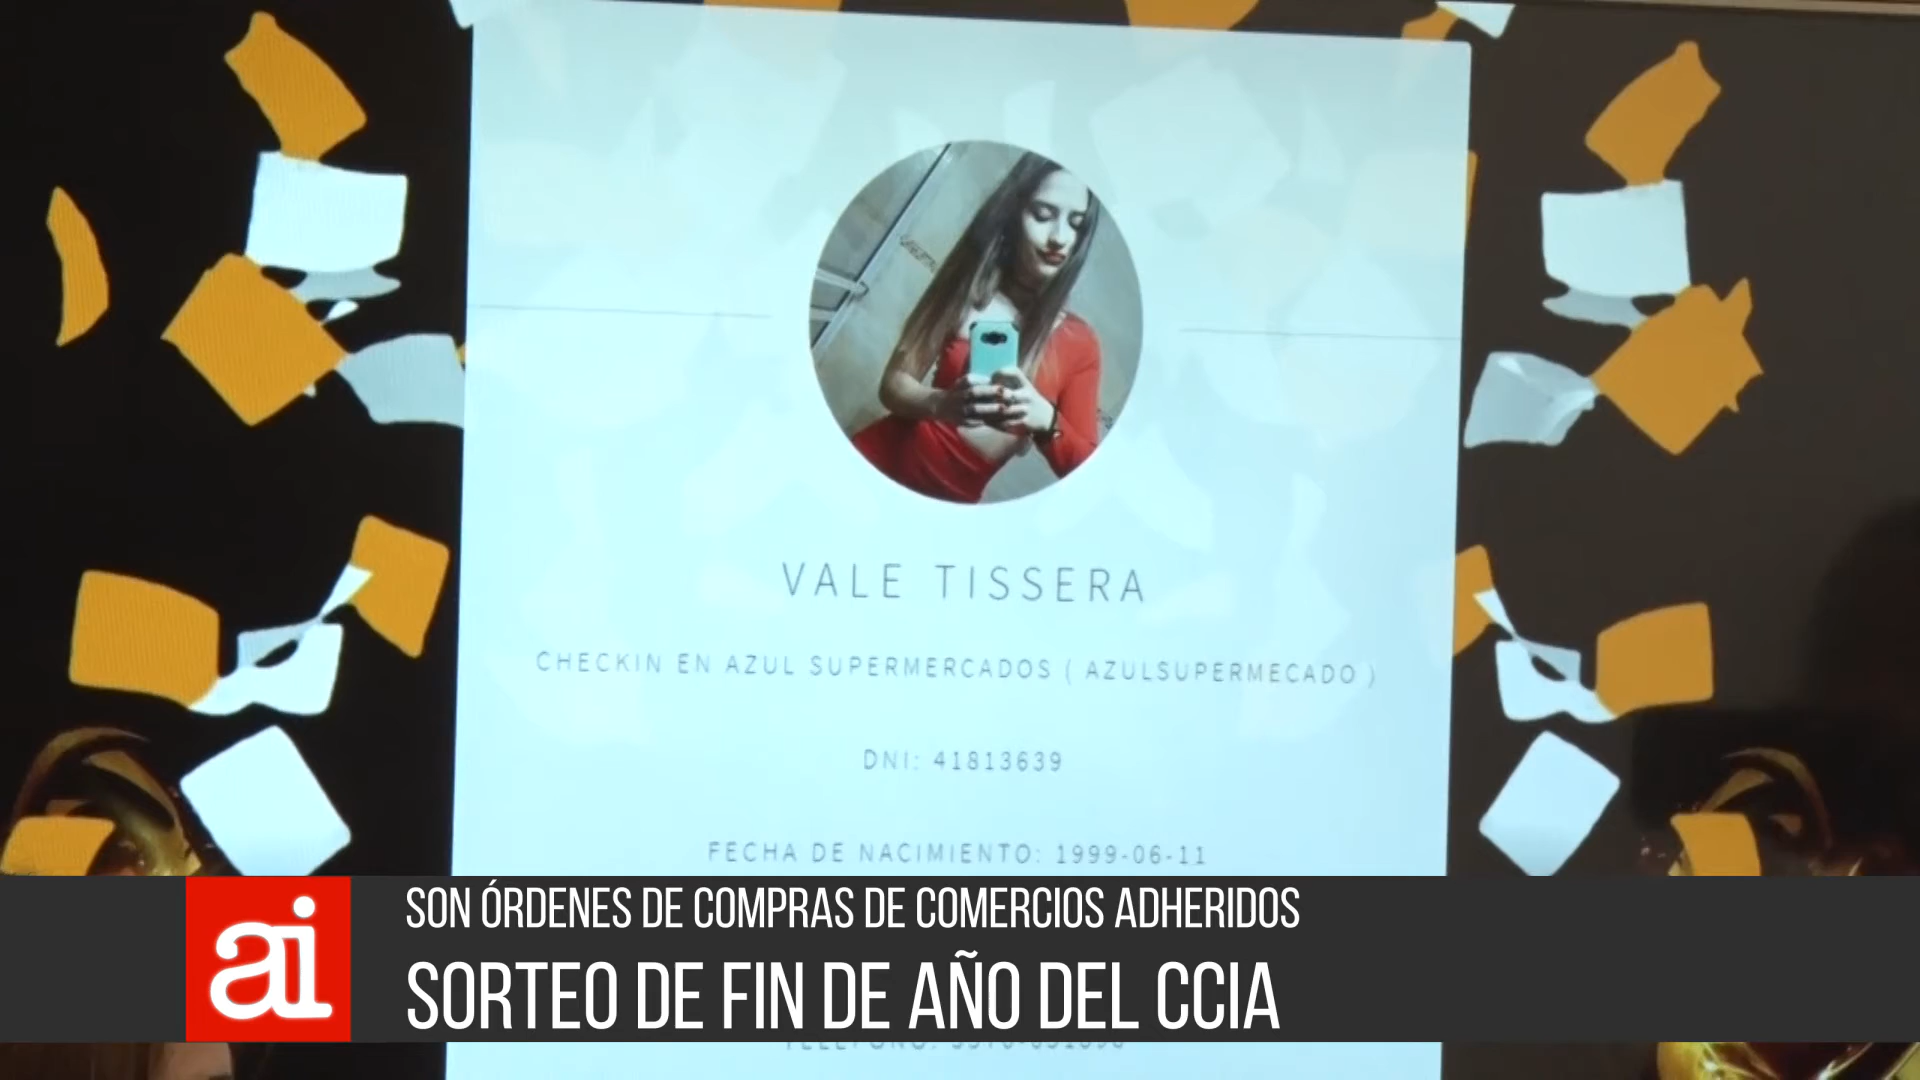 VALE TISSERA
CHECKIN EN AZUL SUPERMERCADOS ( AZULSUPERMECADO )
DNI: 41813639
FECHA DE NACIMIENTO: 1999-06-11
ai
SON ÓRDENES DE COMPRAS DE COMERCIOS ADHERIDOS
SORTEO DE FIN DE AÑO DEL CCIA